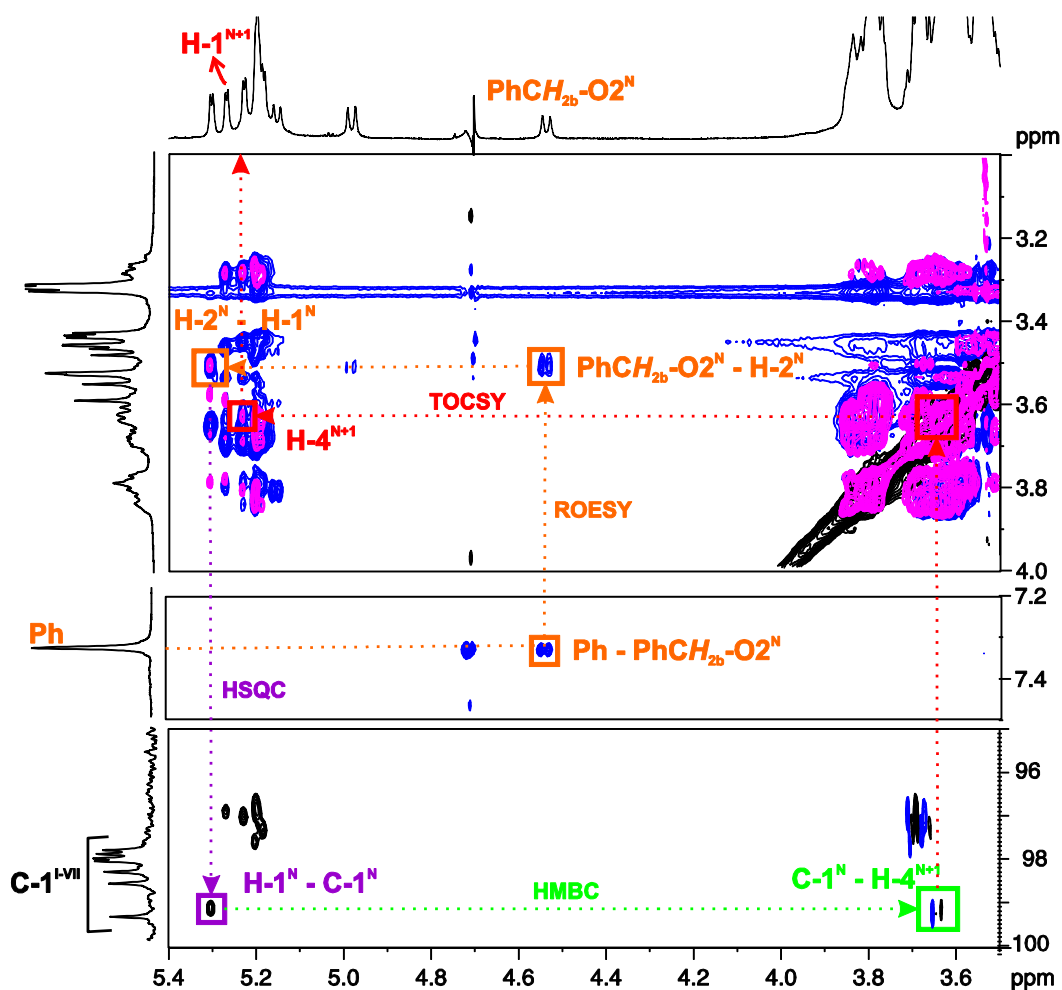 H-1ᴺ⁺¹
PhCH₂b-O2ᴺ
ppm
3.2
H-2ᴺ - H-1ᴺ
3.4
PhCH₂b-O2ᴺ - H-2ᴺ
TOCSY
3.6
H-4ᴺ⁺¹
ROESY
3.8
4.0
7.2
Ph
Ph - PhCH₂b-O2ᴺ
HSQC
7.4
96
C-1ᴵ⁻ⱽᴵᴵ
98
H-1ᴺ - C-1ᴺ
C-1ᴺ - H-4ᴺ⁺¹
HMBC
100
5.4 5.2 5.0 4.8 4.6 4.4 4.2 4.0 3.8 3.6 ppm